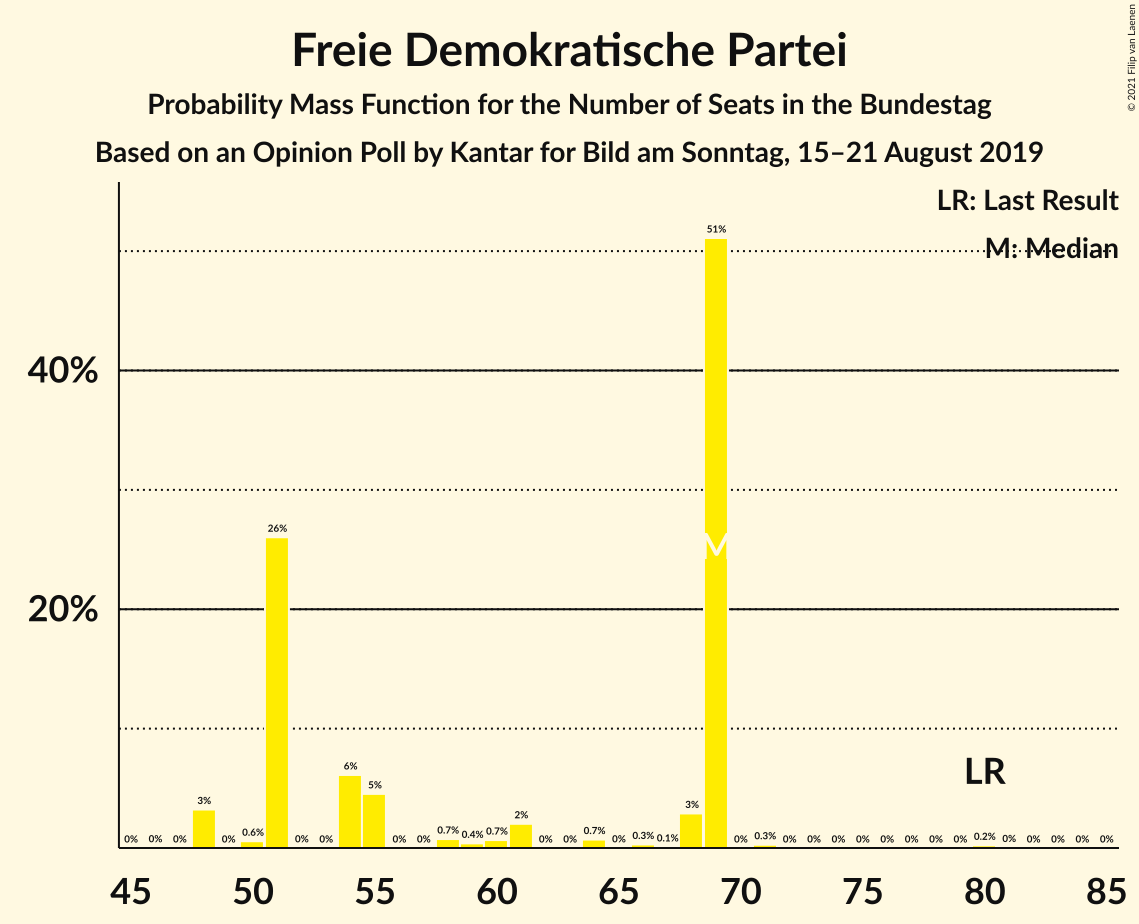 Freie Demokratische Partei
Probability Mass Function for the Number of Seats in the Bundestag
Based on an Opinion Poll by Kantar for Bild am Sonntag, 15–21 August 2019
© 2021 Filip van Laenen
LR: Last Result
M: Median
40%
20%
0% 0% 0% 3% 0% 0.6% 26% 0% 0% 6% 5% 0% 0% 0.7% 0.4% 0.7% 2% 0% 0% 0.7% 0% 0.3% 0.1% 3% 51% 0% 0.3% 0% 0% 0% 0% 0% 0% 0% 0% 0.2% 0% 0% 0% 0% 0%
M
LR
45 50 55 60 65 70 75 80 85